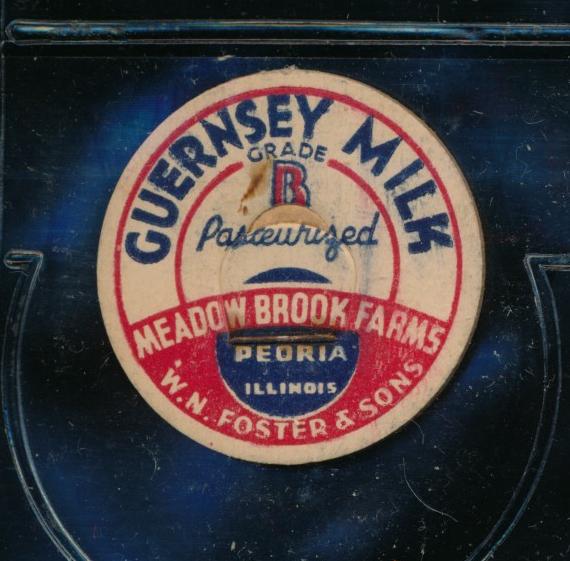 GUERNSEY MILK
GRADE
B
Pasteurized
MEADOW BROOK FARMS
PEORIA
ILLINOIS
W.N. FOSTER & SONS